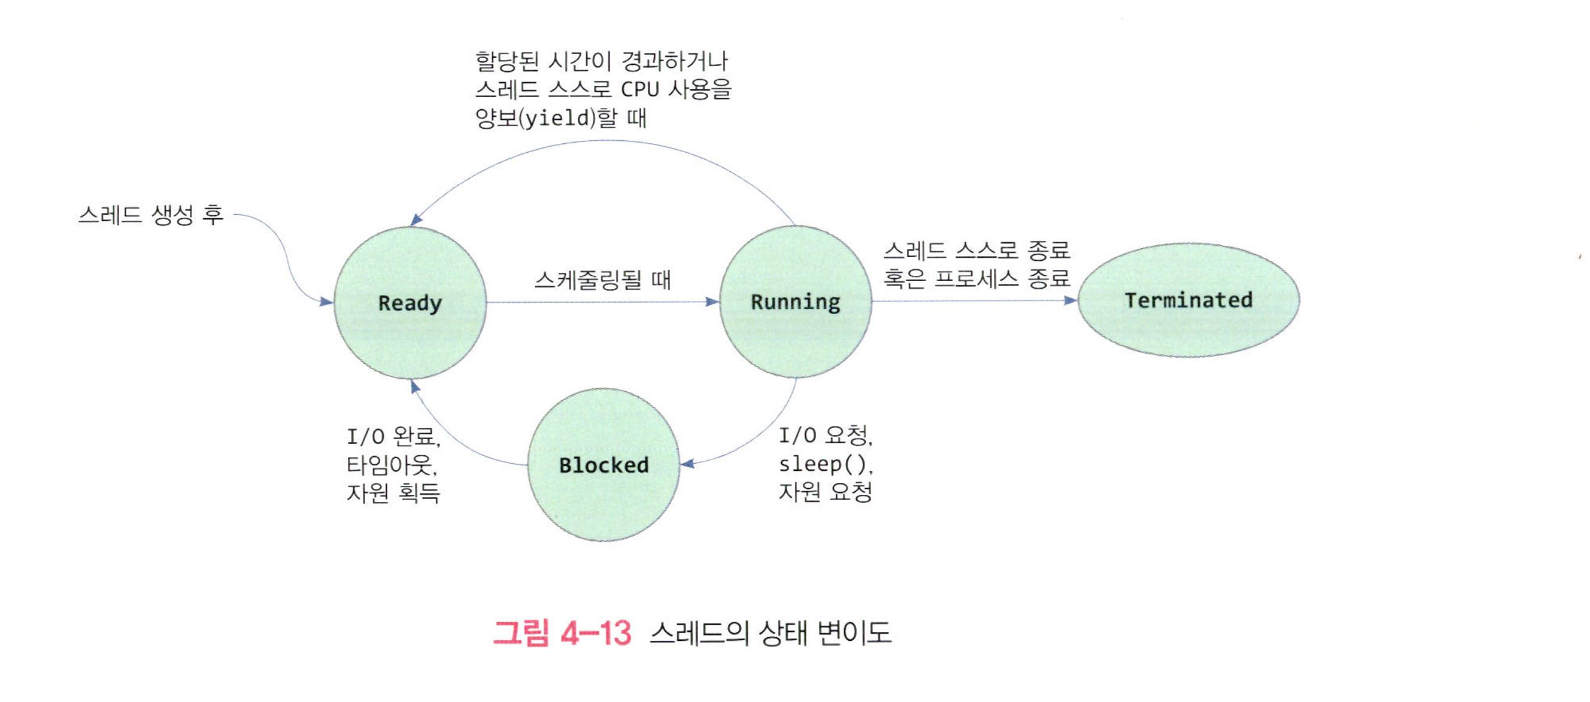 할당된 시간이 경과하거나
스레드 스스로 CPU 사용을
양보(yield)할 때
스레드 생성 후
Ready
스케줄링될 때
Running
스레드 스스로 종료
혹은 프로세스 종료
Terminated
I/O 완료,
타임아웃,
자원 획득
Blocked
I/O 요청,
sleep(),
자원 요청
그림 4-13 스레드의 상태 변이도